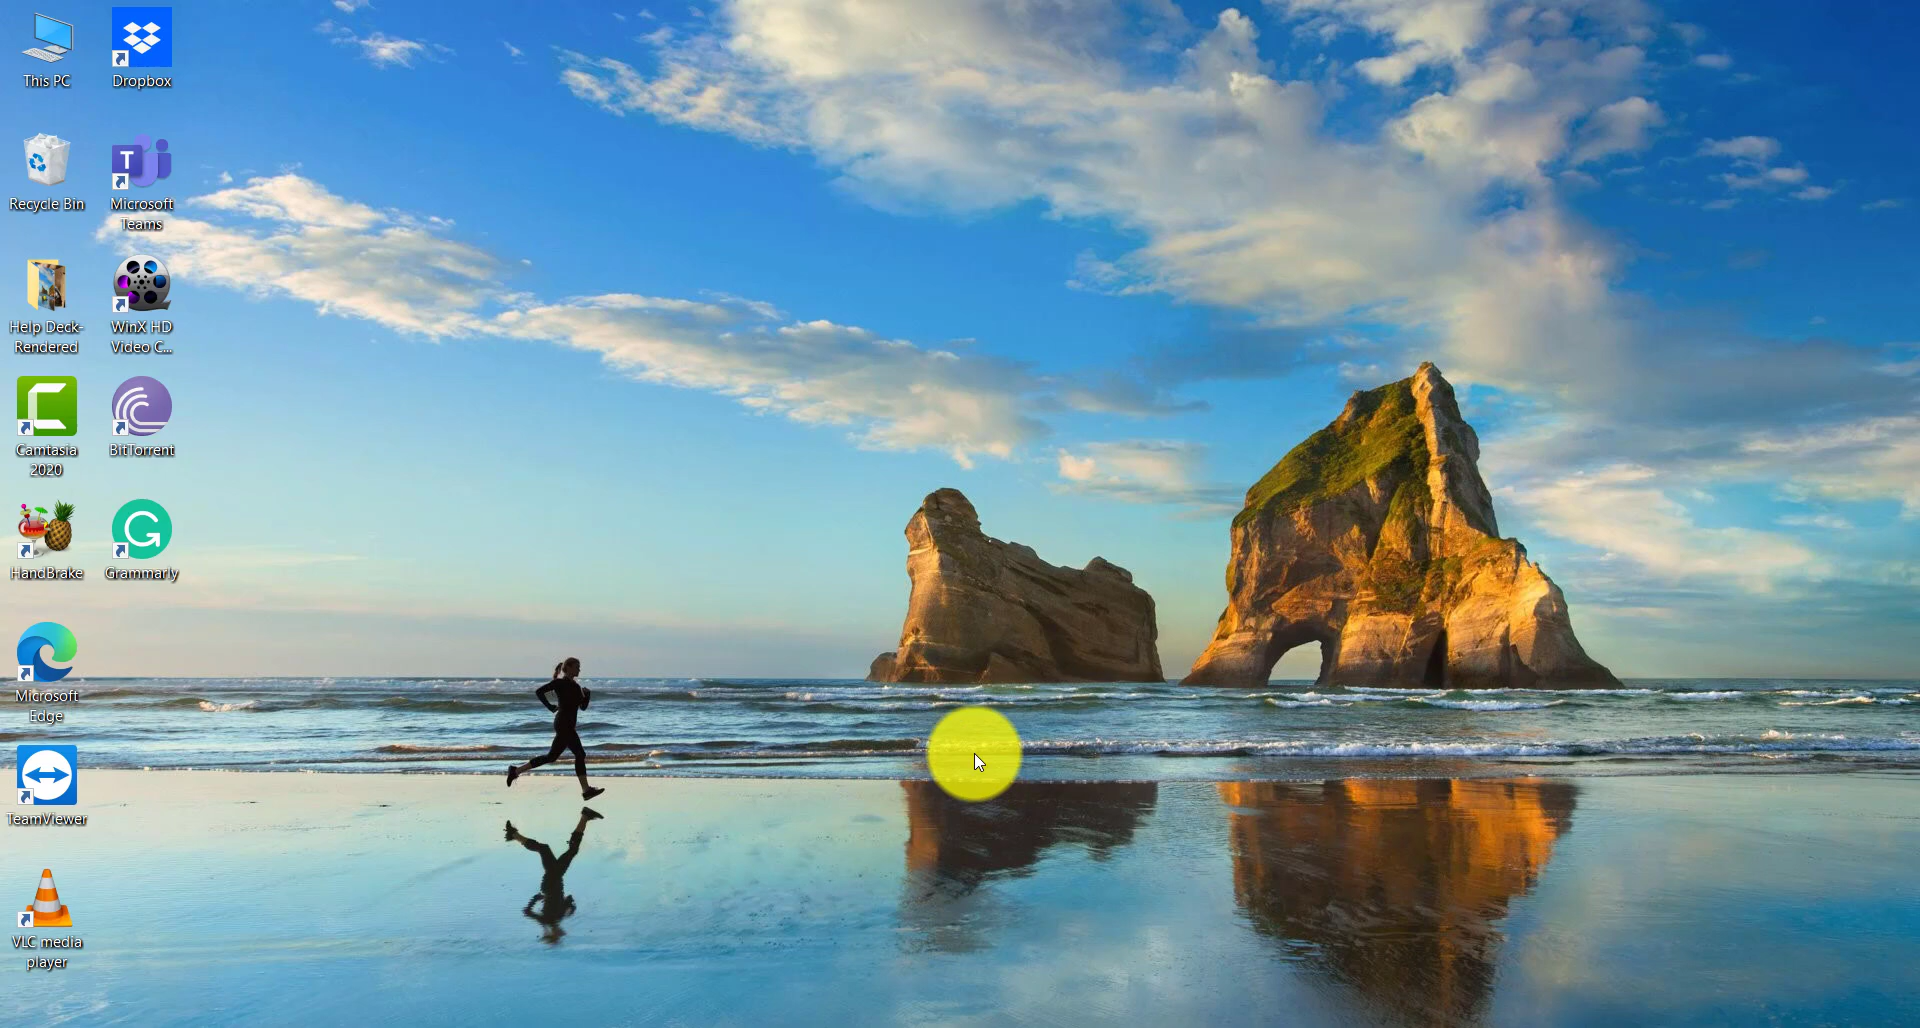 This PC
Dropbox
Recycle Bin
T
Microsoft
Teams
Help Deck-
Rendered
WinX HD
Video C...
Camtasia
2020
BitTorrent
HandBrake
Grammarly
Microsoft
Edge
TeamViewer
VLC media
player